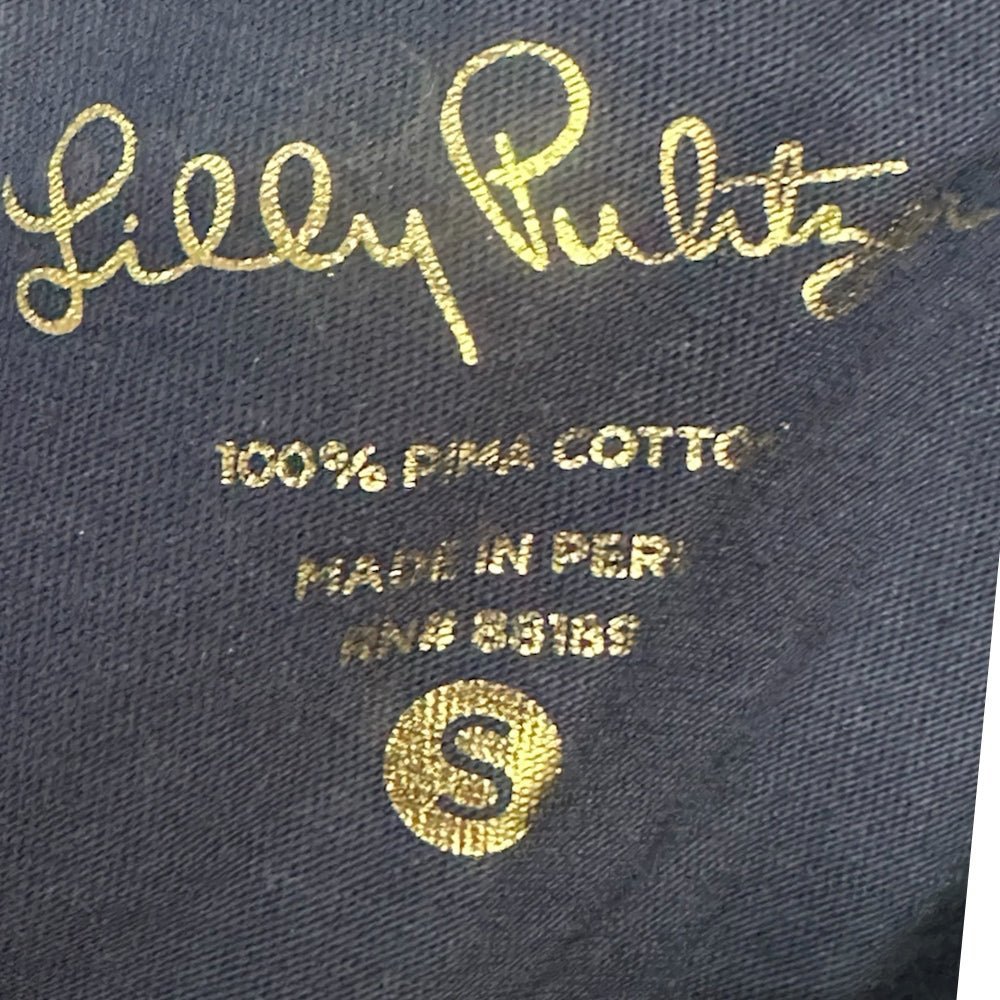 Lilly Pulitzer
100% PIMA COTTON
MADE IN PERU
RN# 83189
S